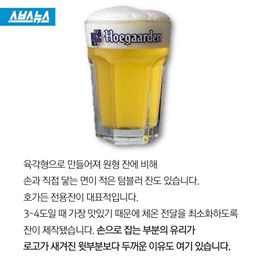 스브스뉴스
Hoegaarden
육각형으로 만들어져 원형 잔에 비해
손과 직접 닿는 면이 적은 텀블러 잔도 있습니다.
호가든 전용잔이 대표적입니다.
3~4도일 때 가장 맛있기 때문에 체온 전달을 최소화하도록
잔이 제작됐습니다. 손으로 잡는 부분의 유리가
로고가 새겨진 윗부분보다 두꺼운 이유도 여기 있습니다.